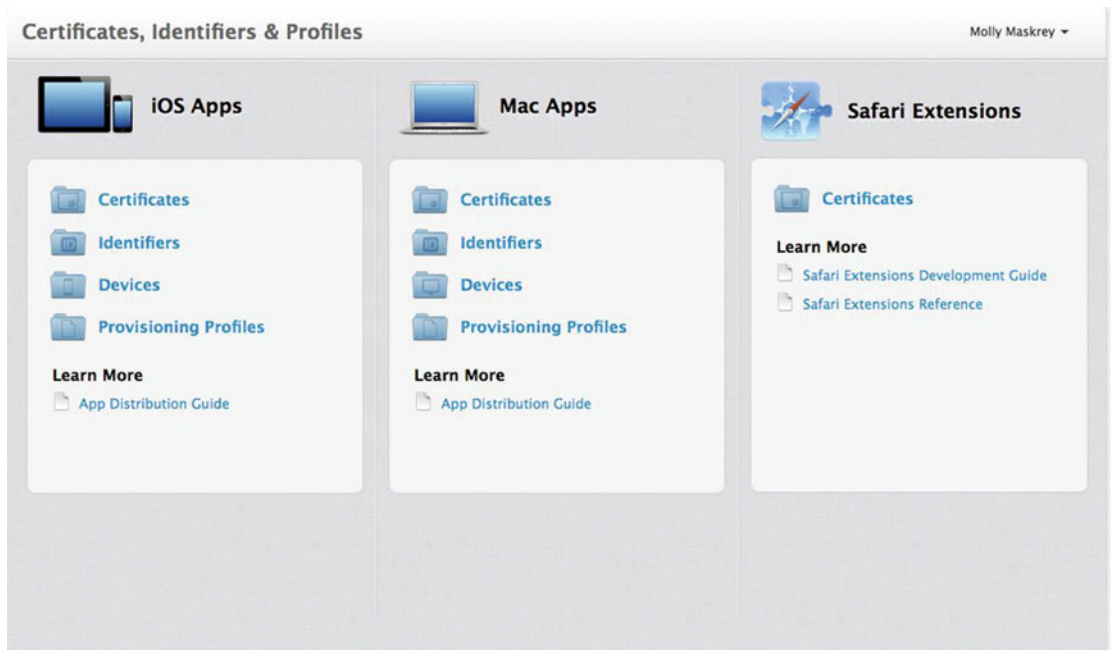 Certificates, Identifiers & Profiles
Molly Maskrey
iOS Apps
Certificates
ID Identifiers
Devices
Provisioning Profiles
Learn More
App Distribution Guide
Mac Apps
Certificates
ID Identifiers
Devices
Provisioning Profiles
Learn More
App Distribution Guide
Safari Extensions
Certificates
Learn More
Safari Extensions Development Guide
Safari Extensions Reference